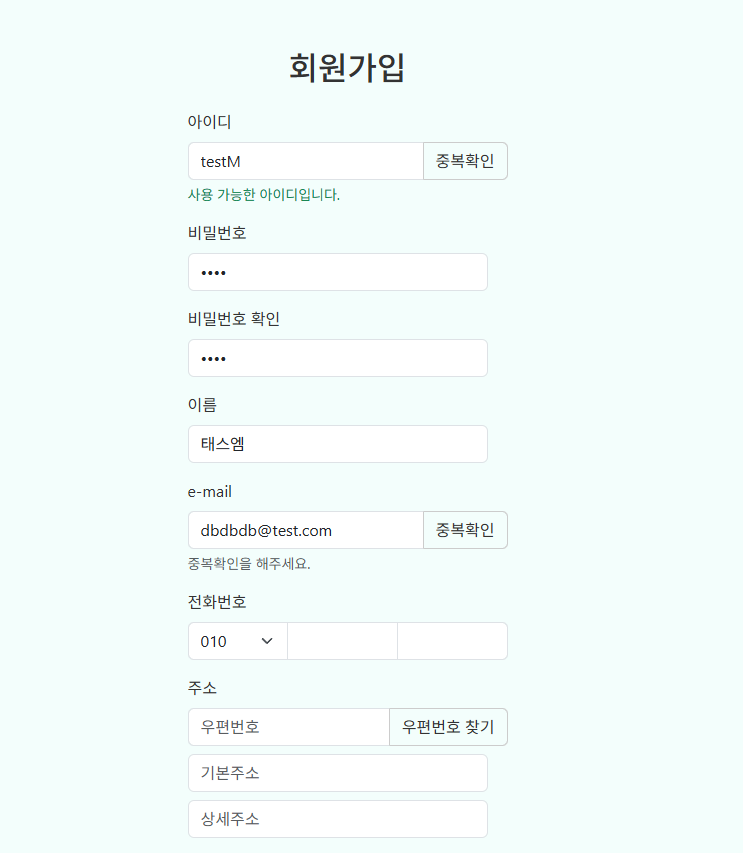 회원가입
아이디
testM 중복확인
사용 가능한 아이디입니다.
비밀번호
••••
비밀번호 확인
••••
이름
태스엠
e-mail
dbdbdb@test.com 중복확인
중복확인을 해주세요.
전화번호
010
주소
우편번호 우편번호 찾기
기본주소
상세주소